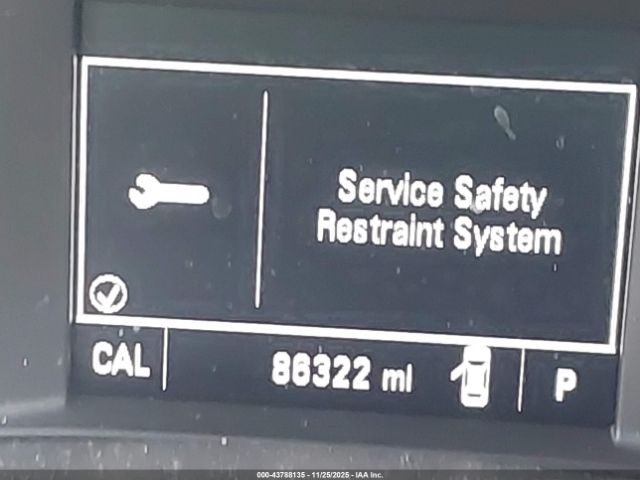 Service Safety
Restraint System
CAL
86322 mi
P
000-43788135 - 11/25/2025 - IAA Inc.